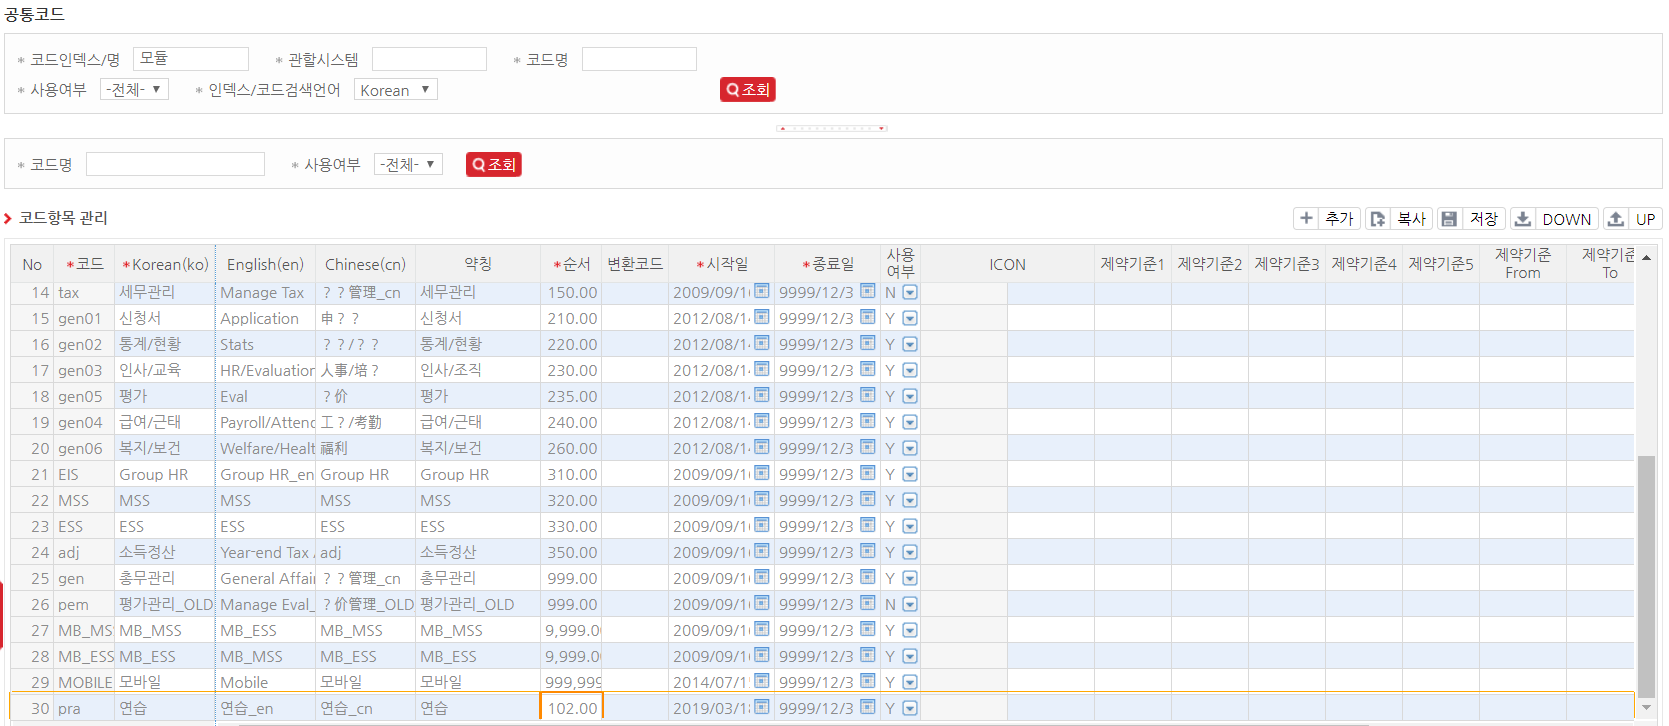 공통코드
* 코드인덱스/명 모듈 * 관할시스템 * 코드명
* 사용여부 -전체- ▼ * 인덱스/코드검색언어 Korean ▼ 조회
* 코드명 * 사용여부 -전체- ▼ 조회
코드항목 관리 추가 복사 저장 DOWN UP
No *코드 *Korean(ko) English(en) Chinese(cn) 약칭 *순서 변환코드 *시작일 *종료일 사용여부 ICON 제약기준1 제약기준2 제약기준3 제약기준4 제약기준5 제약기준 From 제약기준 To
14 tax 세무관리 Manage Tax ? ? 管理_cn 세무관리 150.00 2009/09/1 9999/12/3 N
15 gen01 신청서 Application 申 ? ? 신청서 210.00 2012/08/1 9999/12/3 Y
16 gen02 통계/현황 Stats ? ? / ? ? 통계/현황 220.00 2012/08/1 9999/12/3 Y
17 gen03 인사/교육 HR/Evaluation 人事/培 ? 인사/조직 230.00 2012/08/1 9999/12/3 Y
18 gen05 평가 Eval ? 价 평가 235.00 2012/08/1 9999/12/3 Y
19 gen04 급여/근태 Payroll/Attend 工 ? /考勤 급여/근태 240.00 2012/08/1 9999/12/3 Y
20 gen06 복지/보건 Welfare/Healt 福利 복지/보건 260.00 2012/08/1 9999/12/3 Y
21 EIS Group HR Group HR_en Group HR Group HR 310.00 2009/09/1 9999/12/3 Y
22 MSS MSS MSS MSS MSS 320.00 2009/09/1 9999/12/3 Y
23 ESS ESS ESS ESS ESS 330.00 2009/09/1 9999/12/3 Y
24 adj 소득정산 Year-end Tax adj 소득정산 350.00 2009/09/1 9999/12/3 Y
25 gen 총무관리 General Affair ? ? 管理_cn 총무관리 999.00 2009/09/1 9999/12/3 Y
26 pem 평가관리_OLD Manage Eval_ ? 价管理_OLD 평가관리_OLD 999.00 2009/09/1 9999/12/3 N
27 MB_MS MB_MSS MB_ESS MB_MSS MB_MSS 9,999.0 2009/09/1 9999/12/3 Y
28 MB_ESS MB_ESS MB_MSS MB_ESS MB_ESS 9,999.0 2009/09/1 9999/12/3 Y
29 MOBILE 모바일 Mobile 모바일 모바일 999,999 2014/07/1 9999/12/3 Y
30 pra 연습 연습_en 연습_cn 연습 102.00 2019/03/1 9999/12/3 Y